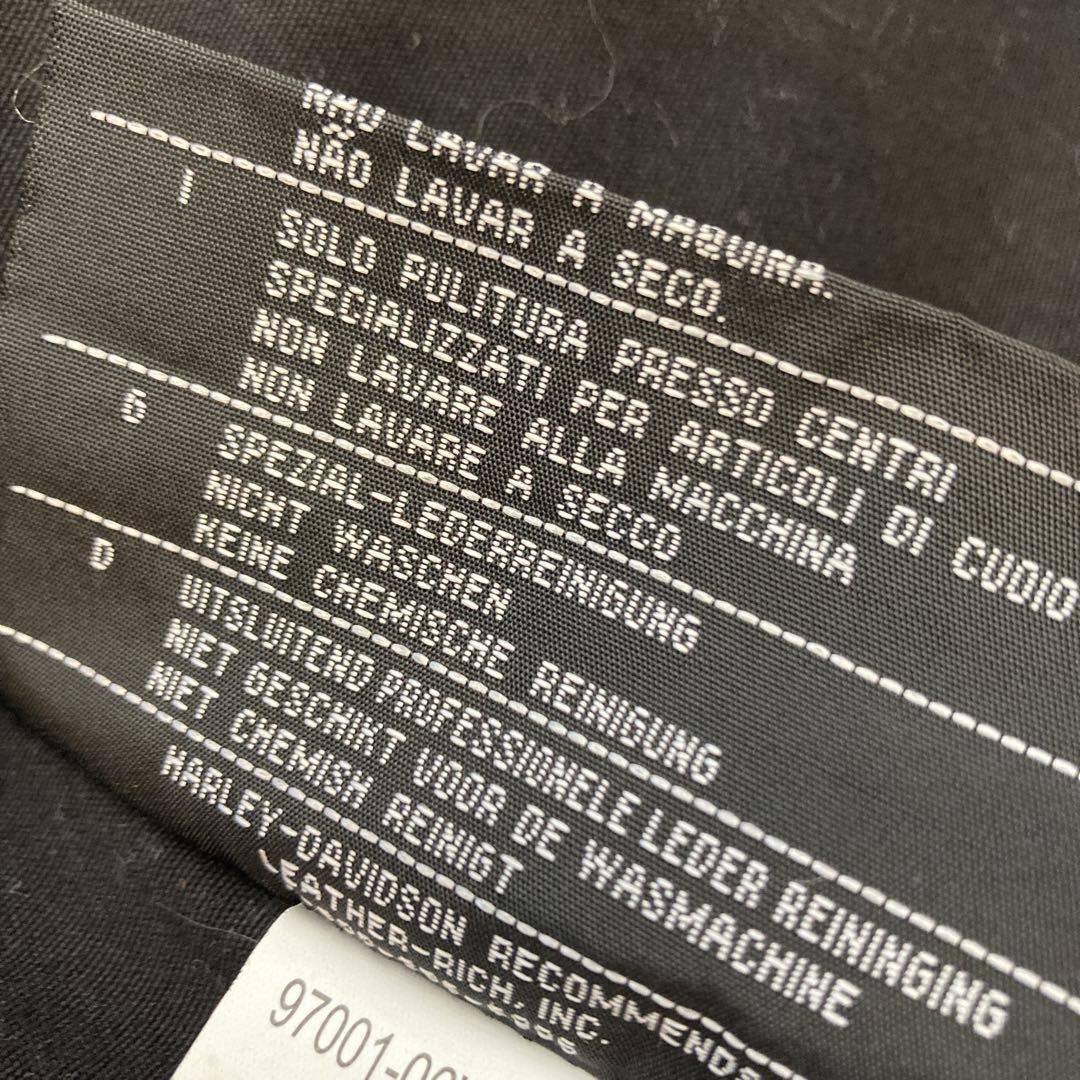 NÃO LAVAR A MAQUINA.
NÃO LAVAR A SECO.
I SOLO PULITURA PRESSO CENTRI
SPECIALIZZATI PER ARTICOLI DI CUOIO
NON LAVARE ALLA MACCHINA
NON LAVARE A SECCO
G SPEZIAL-LEDERREINIGUNG
NICHT WASCHEN
KEINE CHEMISCHE REINIGUNG
D UITSLUITEND PROFESSIONELE LEDER REININGING
NIET GESCHIKT VOOR DE WASMACHINE
NIET CHEMISH REINIGT
HARLEY-DAVIDSON RECOMMENDS
LEATHER-RICH, INC.
97001-